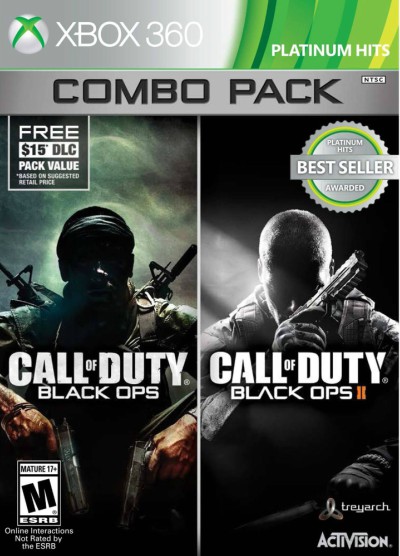 XBOX 360
PLATINUM HITS
NTSC
COMBO PACK
FREE
$15* DLC
PACK VALUE
*BASED ON SUGGESTED
RETAIL PRICE
PLATINUM
HITS
BEST SELLER
AWARDED
CALL OF DUTY®
BLACK OPS
CALL OF DUTY®
BLACK OPS II
MATURE 17+
M
ESRB
Online Interactions
Not Rated by
the ESRB
treyarch
ACTIVISION.